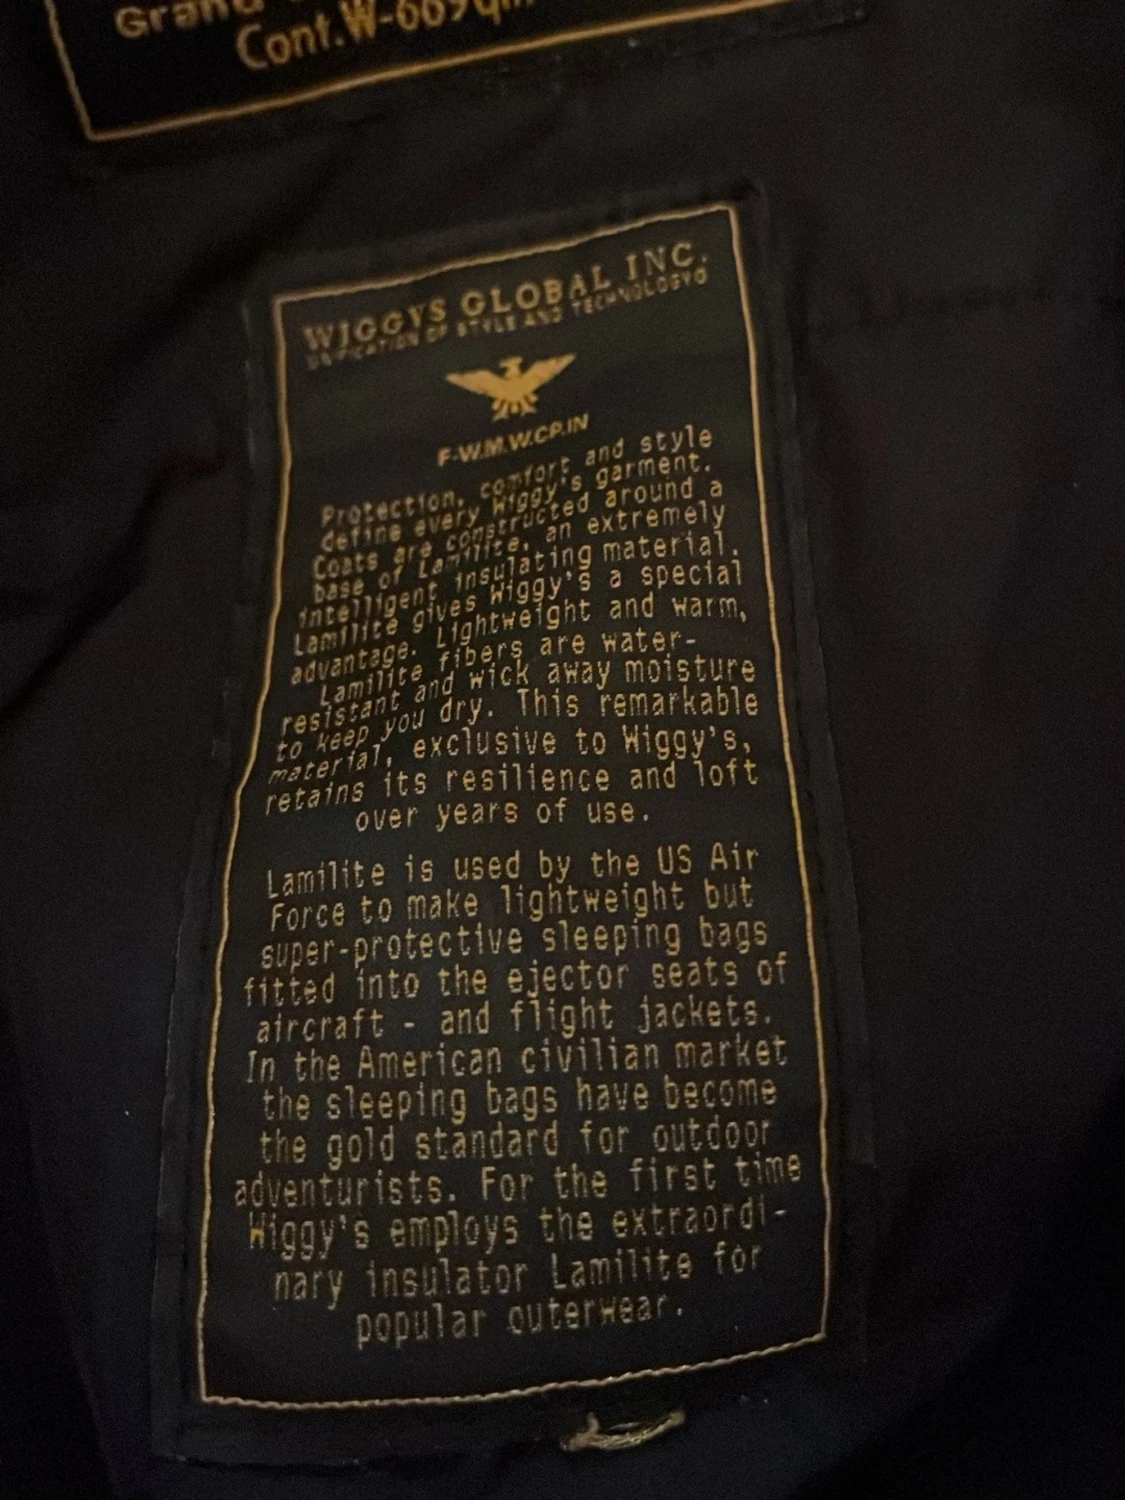 Grand
Cont.W-669
WIGGYS GLOBAL INC.
UNIFICATION OF STYLE AND TECHNOLOGY
F-W.M.W.CP.IN
Protection, comfort and style
define every Wiggy's garment.
Coats are constructed around a
base of Lamilite, an extremely
intelligent insulating material.
Lamilite gives Wiggy's a special
advantage. Lightweight and warm,
Lamilite fibers are water-
resistant and wick away moisture
to keep you dry. This remarkable
material, exclusive to Wiggy's,
retains its resilience and loft
over years of use.
Lamilite is used by the US Air
Force to make lightweight but
super-protective sleeping bags
fitted into the ejector seats of
aircraft - and flight jackets.
In the American civilian market
the sleeping bags have become
the gold standard for outdoor
adventurists. For the first time
Wiggy's employs the extraordi-
nary insulator Lamilite for
popular outerwear.